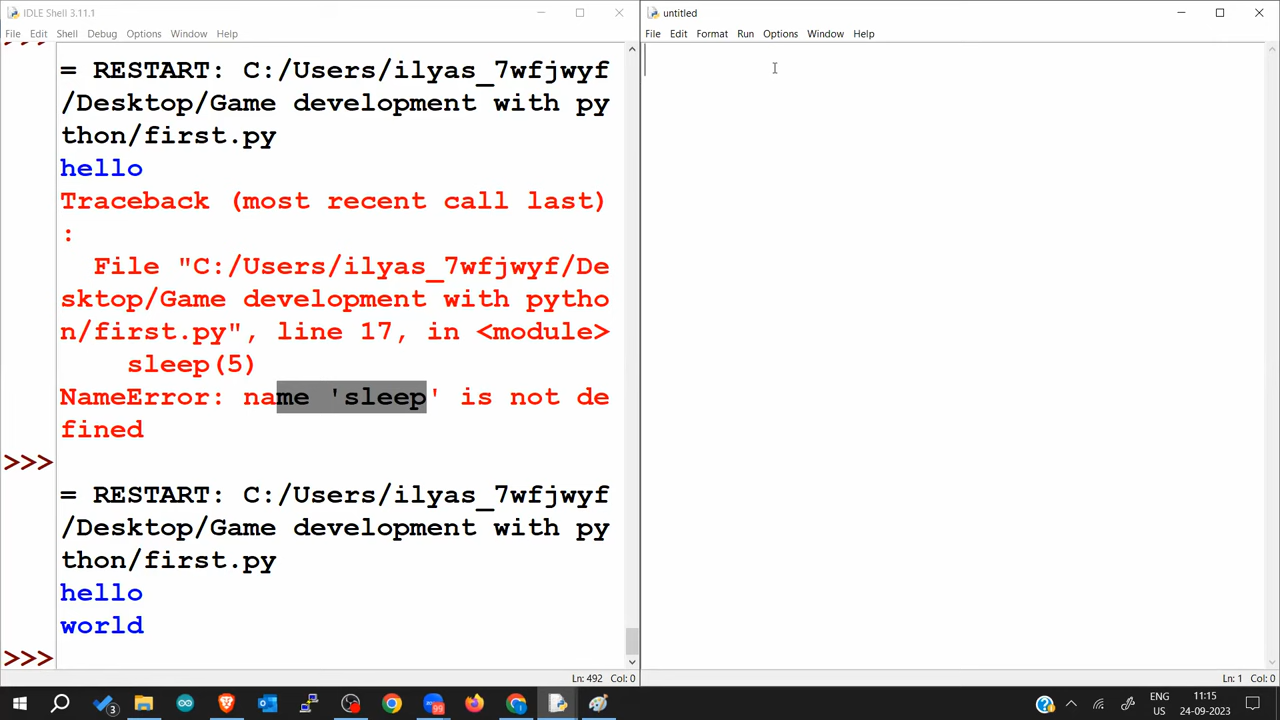 IDLE Shell 3.11.1
File Edit Shell Debug Options Window Help
= RESTART: C:/Users/ilyas_7wfjwyf
/Desktop/Game development with py
thon/first.py
hello
Traceback (most recent call last)
:
File "C:/Users/ilyas_7wfjwyf/De
sktop/Game development with pytho
n/first.py", line 17, in <module>
sleep(5)
NameError: name 'sleep' is not de
fined
>>>
= RESTART: C:/Users/ilyas_7wfjwyf
/Desktop/Game development with py
thon/first.py
hello
world
>>>
Ln: 492 Col: 0
untitled
File Edit Format Run Options Window Help
Ln: 1 Col: 0
3
99
ENG
US
11:15
24-09-2023